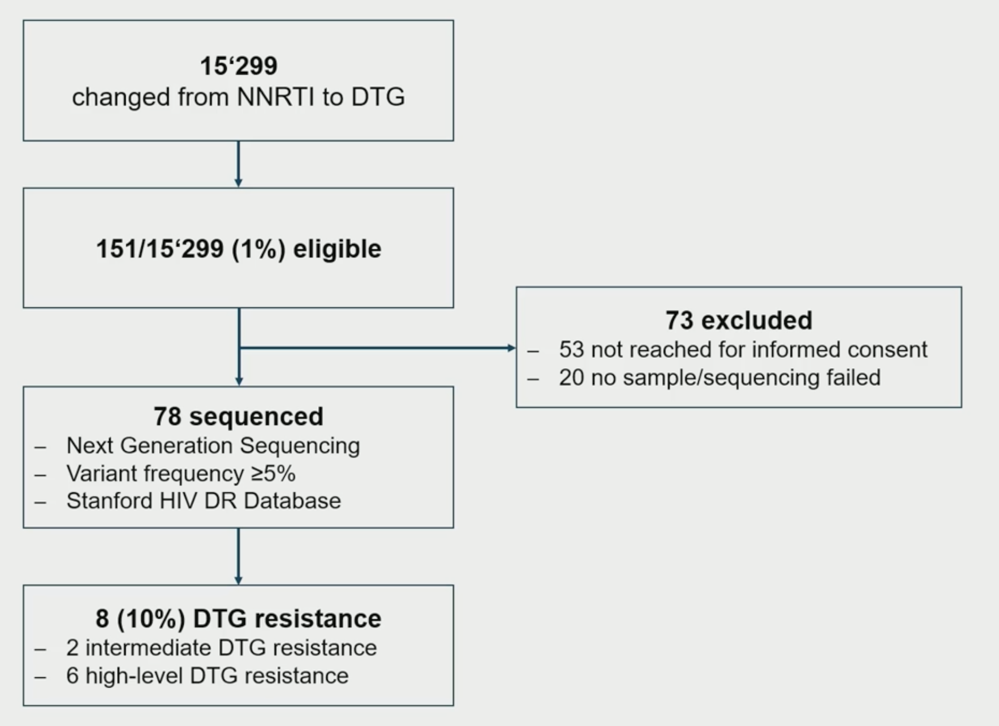 15‘299
changed from NNRTI to DTG
151/15‘299 (1%) eligible
73 excluded
– 53 not reached for informed consent
– 20 no sample/sequencing failed
78 sequenced
– Next Generation Sequencing
– Variant frequency ≥5%
– Stanford HIV DR Database
8 (10%) DTG resistance
– 2 intermediate DTG resistance
– 6 high-level DTG resistance